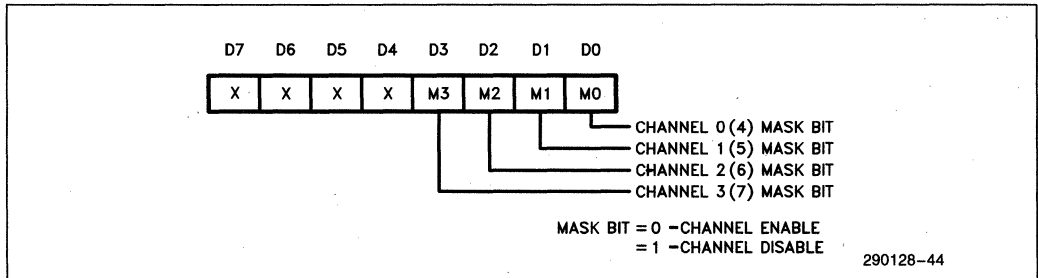 D7 D6 D5 D4 D3 D2 D1 D0
X X X X M3 M2 M1 M0
CHANNEL 0(4) MASK BIT
CHANNEL 1(5) MASK BIT
CHANNEL 2(6) MASK BIT
CHANNEL 3(7) MASK BIT
MASK BIT = 0 -CHANNEL ENABLE
= 1 -CHANNEL DISABLE
290128-44